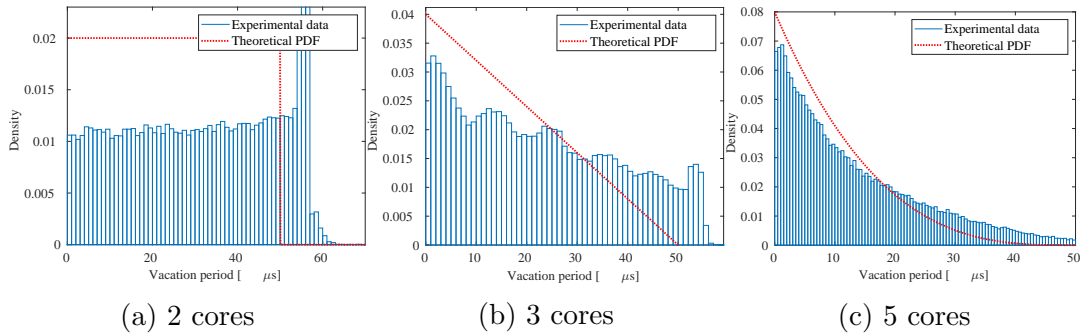 Experimental data
Theoretical PDF
0.02
0.015
0.01
0.005
0
Density
0 20 40 60
Vacation period [ μs]
(a) 2 cores
Experimental data
Theoretical PDF
0.04
0.035
0.03
0.025
0.02
0.015
0.01
0.005
0
Density
0 10 20 30 40 50
Vacation period [ μs]
(b) 3 cores
Experimental data
Theoretical PDF
0.08
0.07
0.06
0.05
0.04
0.03
0.02
0.01
0
Density
0 10 20 30 40 50
Vacation period [ μs]
(c) 5 cores